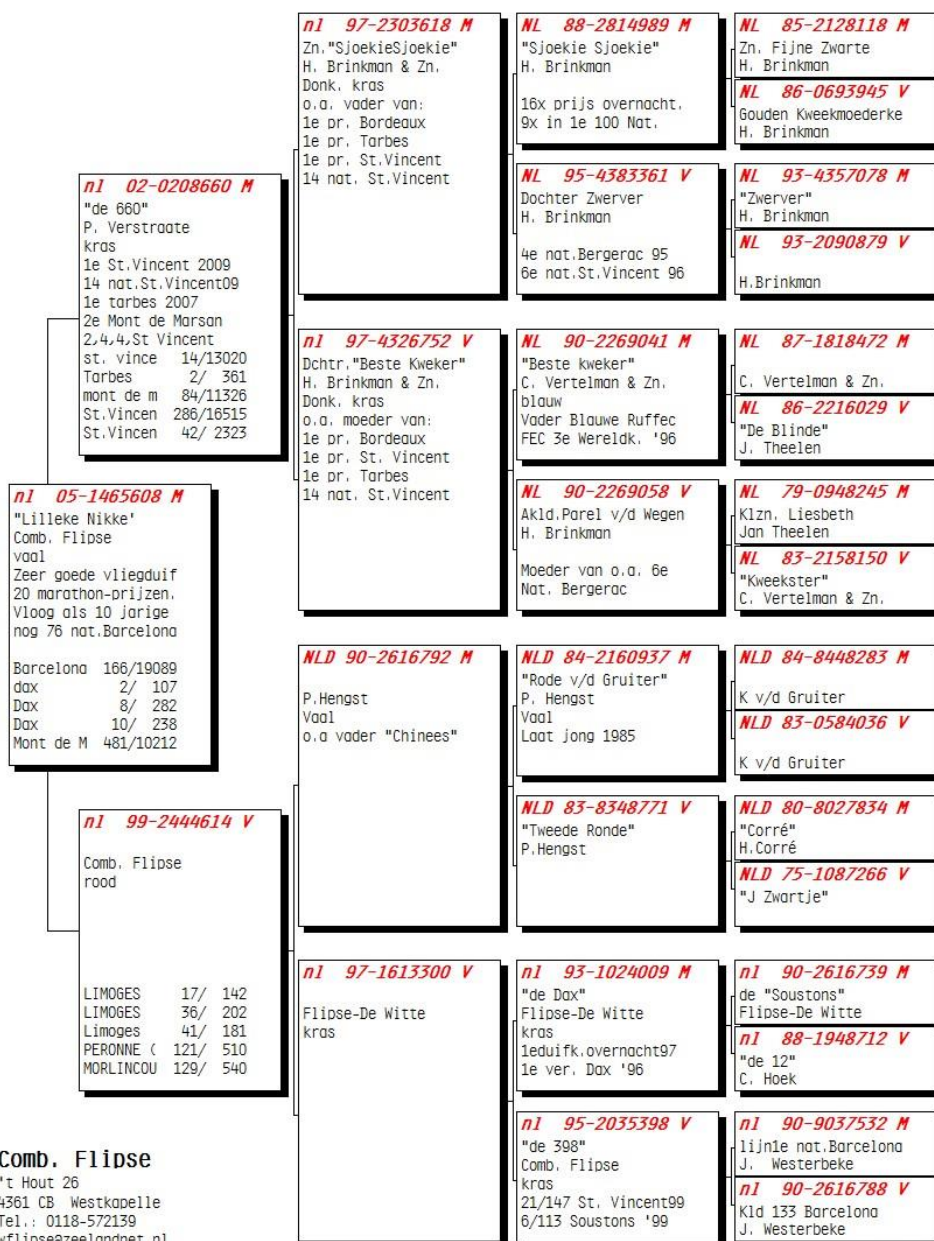 nl 05-1465608 M
"Lilleke Nikke'
Comb. Flipse
vaal
Zeer goede vliegduif
20 marathon-prijzen.
Vloog als 10 jarige
nog 76 nat.Barcelona
Barcelona 166/19089
dax 2/ 107
Dax 8/ 282
Dax 10/ 238
Mont de M 481/10212
nl 02-0208660 M
"de 660"
P. Verstraate
kras
1e St.Vincent 2009
14 nat.St.Vincent09
1e tarbes 2007
2e Mont de Marsan
2,4,4,St Vincent
st. vince 14/13020
Tarbes 2/ 361
mont de m 84/11326
St.Vincen 286/16515
St.Vincen 42/ 2323
nl 99-2444614 V
Comb. Flipse
rood
LIMOGES 17/ 142
LIMOGES 36/ 202
Limoges 41/ 181
PERONNE ( 121/ 510
MORLINCOU 129/ 540
nl 97-2303618 M
Zn."SjoekieSjoekie"
H. Brinkman & Zn.
Donk. kras
o.a. vader van:
1e pr. Bordeaux
1e pr. Tarbes
1e pr. St.Vincent
14 nat. St.Vincent
nl 97-4326752 V
Dchtr."Beste Kweker"
H. Brinkman & Zn.
Donk. kras
o.a. moeder van:
1e pr. Bordeaux
1e pr. St. Vincent
1e pr. Tarbes
14 nat. St.Vincent
NLD 90-2616792 M
P.Hengst
Vaal
o.a vader "Chinees"
nl 97-1613300 V
Flipse-De Witte
kras
NL 88-2814989 M
"Sjoekie Sjoekie"
H. Brinkman
16x prijs overnacht.
9x in 1e 100 Nat.
NL 95-4383361 V
Dochter Zwerver
H. Brinkman
4e nat.Bergerac 95
6e nat.St.Vincent 96
NL 90-2269041 M
"Beste kweker"
C. Vertelman & Zn.
blauw
Vader Blauwe Ruffec
FEC 3e Wereldk. '96
NL 90-2269058 V
Akld.Parel v/d Wegen
H. Brinkman
Moeder van o.a. 6e
Nat. Bergerac
NLD 84-2160937 M
"Rode v/d Gruiter"
P. Hengst
Vaal
Laat jong 1985
NLD 83-8348771 V
"Tweede Ronde"
P.Hengst
nl 93-1024009 M
"de Dax"
Flipse-De Witte
kras
1eduifk.overnacht97
1e ver. Dax '96
nl 95-2035398 V
"de 398"
Comb. Flipse
kras
21/147 St. Vincent99
6/113 Soustons '99
NL 85-2128118 M
Zn. Fijne Zwarte
H. Brinkman
NL 86-0693945 V
Gouden Kweekmoederke
H. Brinkman
NL 93-4357078 M
"Zwerver"
H. Brinkman
NL 93-2090879 V
H.Brinkman
NL 87-1818472 M
C. Vertelman & Zn.
NL 86-2216029 V
"De Blinde"
J. Theelen
NL 79-0948245 M
Klzn. Liesbeth
Jan Theelen
NL 83-2158150 V
"Kweekster"
C. Vertelman & Zn.
NLD 84-8448283 M
K v/d Gruiter
NLD 83-0584036 V
K v/d Gruiter
NLD 80-8027834 M
"Corré"
H.Corré
NLD 75-1087266 V
"J Zwartje"
nl 90-2616739 M
de "Soustons"
Flipse-De Witte
nl 88-1948712 V
"de 12"
C. Hoek
nl 90-9037532 M
lijn1e nat.Barcelona
J. Westerbeke
nl 90-2616788 V
Kld 133 Barcelona
J. Westerbeke
Comb. Flipse
't Hout 26
4361 CB Westkapelle
Tel.: 0118-572139
wflipse@zeelandnet.nl